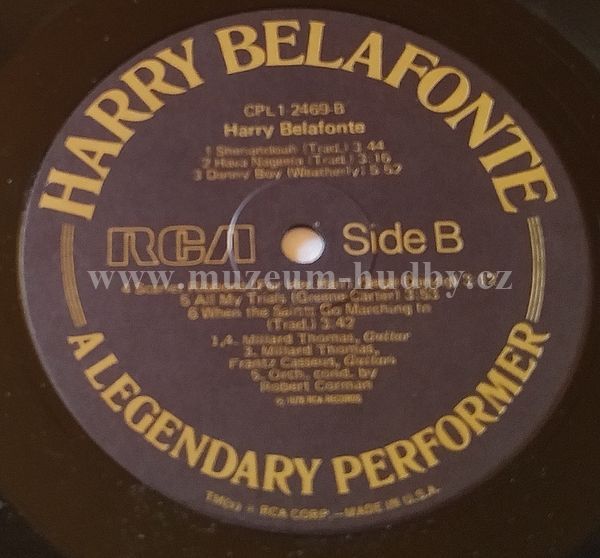 HARRY BELAFONTE
CPL1-2469-B
Harry Belafonte
1 Shenandoah (Trad.) 3:44
2 Hava Nageela (Trad.) 3:16
3 Danny Boy (Weatherly) 5:52
RCA
Side B
www.muzeum-hudby.cz
5 All My Trials (Greene-Carter) 3:53
6 When the Saints Go Marching In
(Trad.) 3:42
1,4. Millard Thomas, Guitar
3. Millard Thomas,
Frantz Casseus, Guitars
5. Orch. cond. by
Robert Corman
RCA RECORDS
A LEGENDARY PERFORMER
RCA CORP.—MADE IN U.S.A.